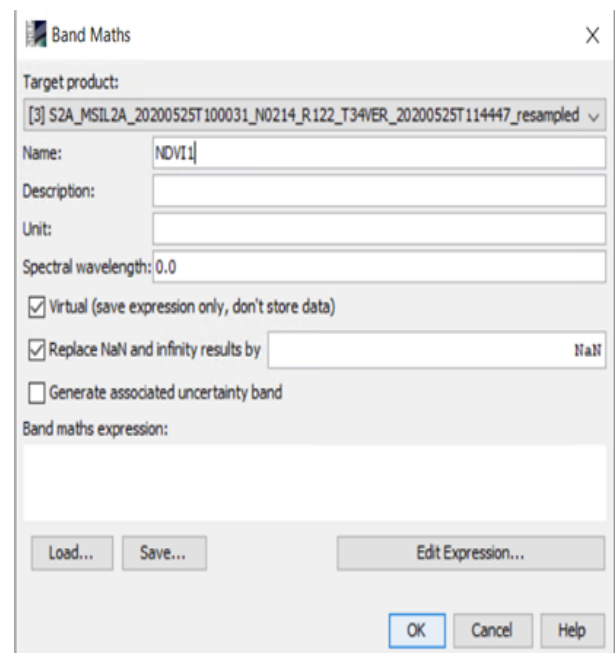 Band Maths
Target product:
[3] S2A_MSIL2A_20200525T100031_N0214_R122_T34VER_20200525T114447_resampled
Name: NDVI1
Description:
Unit:
Spectral wavelength: 0.0
Virtual (save expression only, don't store data)
Replace NaN and infinity results by NaN
Generate associated uncertainty band
Band maths expression:
Load... Save... Edit Expression...
OK Cancel Help